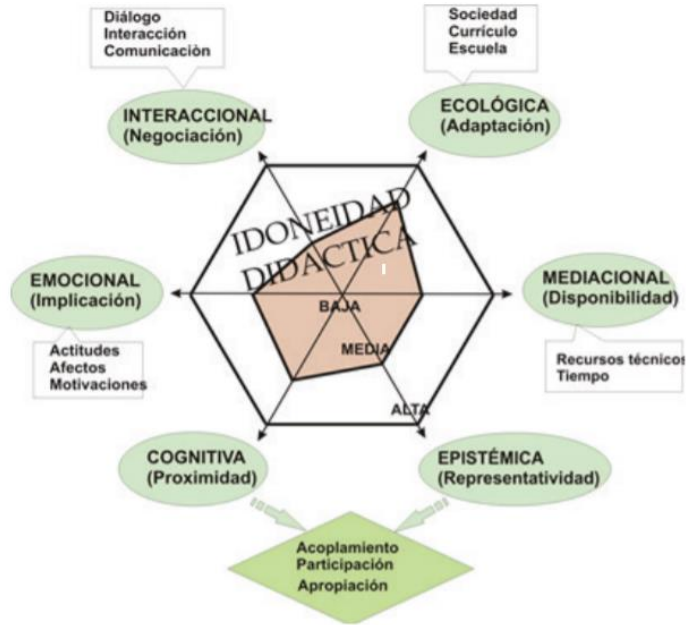 Diálogo
Interacción
Comunicaciòn
Sociedad
Currículo
Escuela
INTERACCIONAL
(Negociación)
ECOLÓGICA
(Adaptación)
IDONEIDAD
DIDACTICA
EMOCIONAL
(Implicación)
MEDIACIONAL
(Disponibilidad)
BAJA
MEDIA
ALTA
Actitudes
Afectos
Motivaciones
Recursos técnicos
Tiempo
COGNITIVA
(Proximidad)
EPISTÉMICA
(Representatividad)
Acoplamiento
Participación
Apropiación